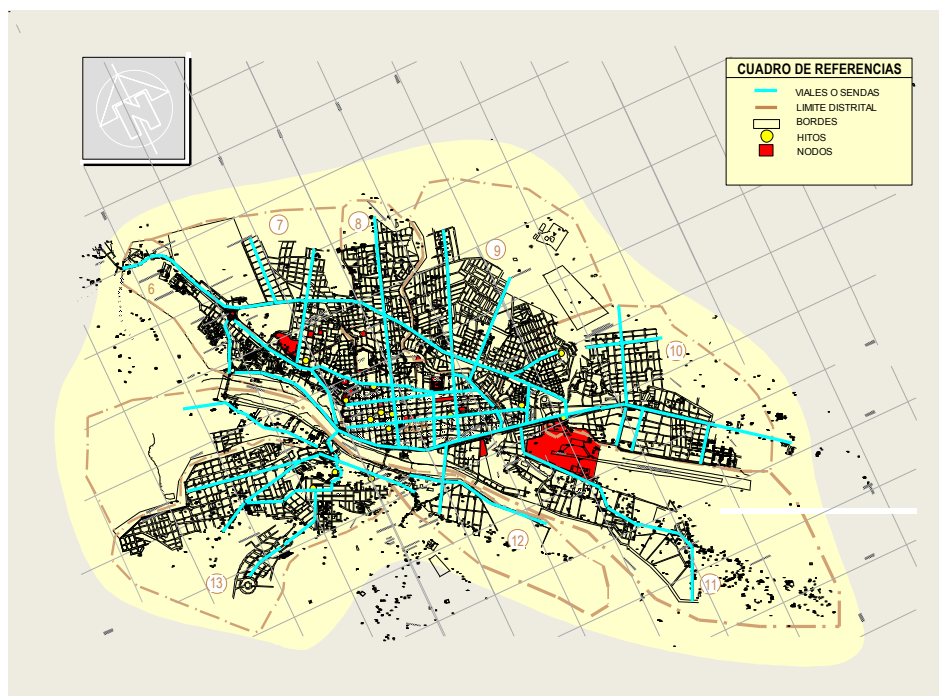 CUADRO DE REFERENCIAS
VIALES O SENDAS
LIMITE DISTRITAL
BORDES
HITOS
NODOS
7
8
9
6
10
12
13
11